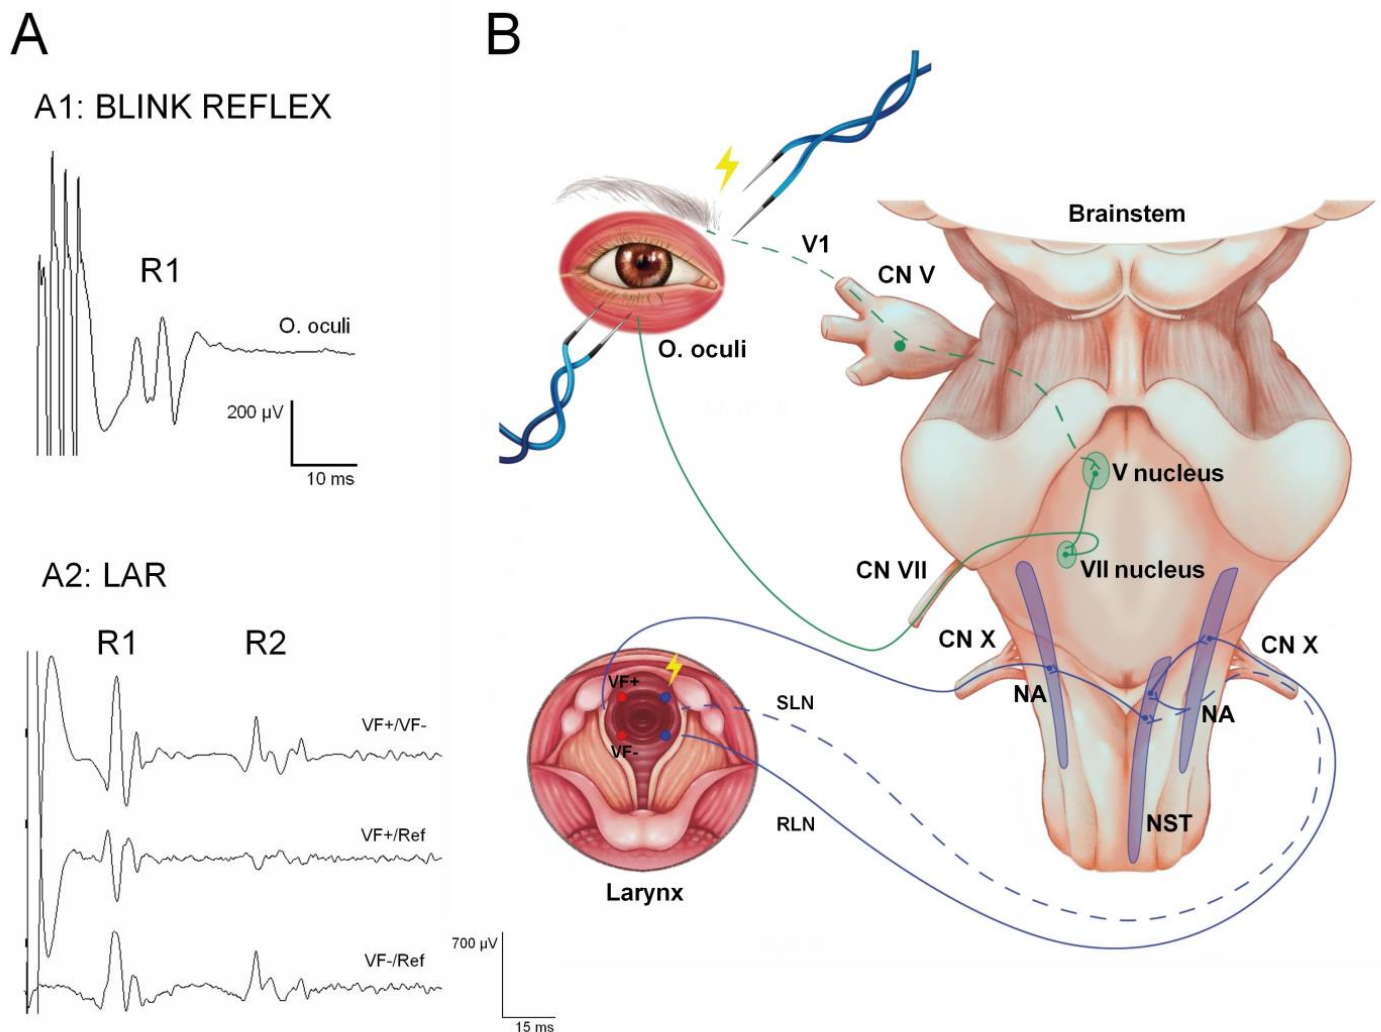 A
A1: BLINK REFLEX
R1
O. oculi
200 µV
10 ms
A2: LAR
R1
R2
VF+/VF-
VF+/Ref
VF-/Ref
700 µV
15 ms
B
Brainstem
V1
CN V
O. oculi
V nucleus
VII nucleus
CN VII
CN X
CN X
NA
NA
NST
VF+
VF-
SLN
RLN
Larynx